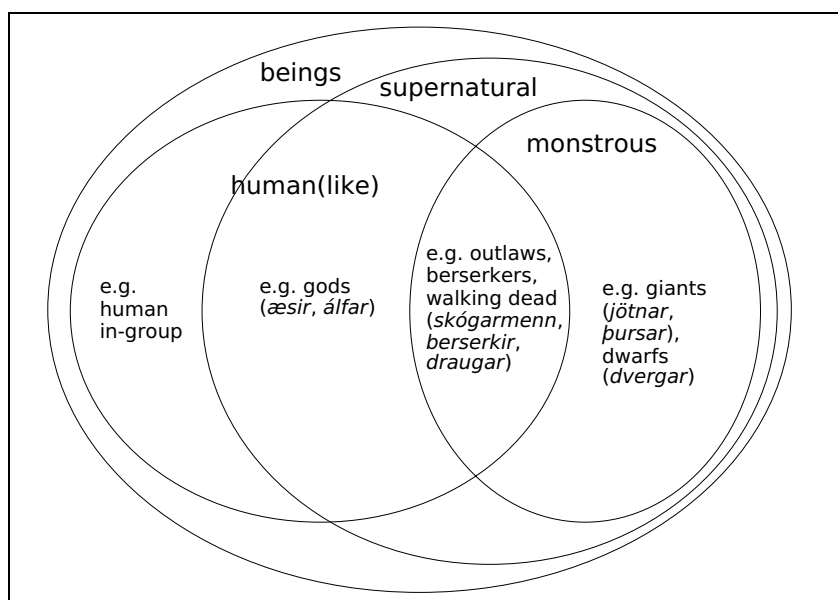 beings
supernatural
monstrous
human(like)
e.g.
human
in-group
e.g. gods
(æsir, álfar)
e.g. outlaws,
berserkers,
walking dead
(skógarmenn,
berserkir,
draugar)
e.g. giants
(jötnar,
þursar),
dwarfs
(dvergar)